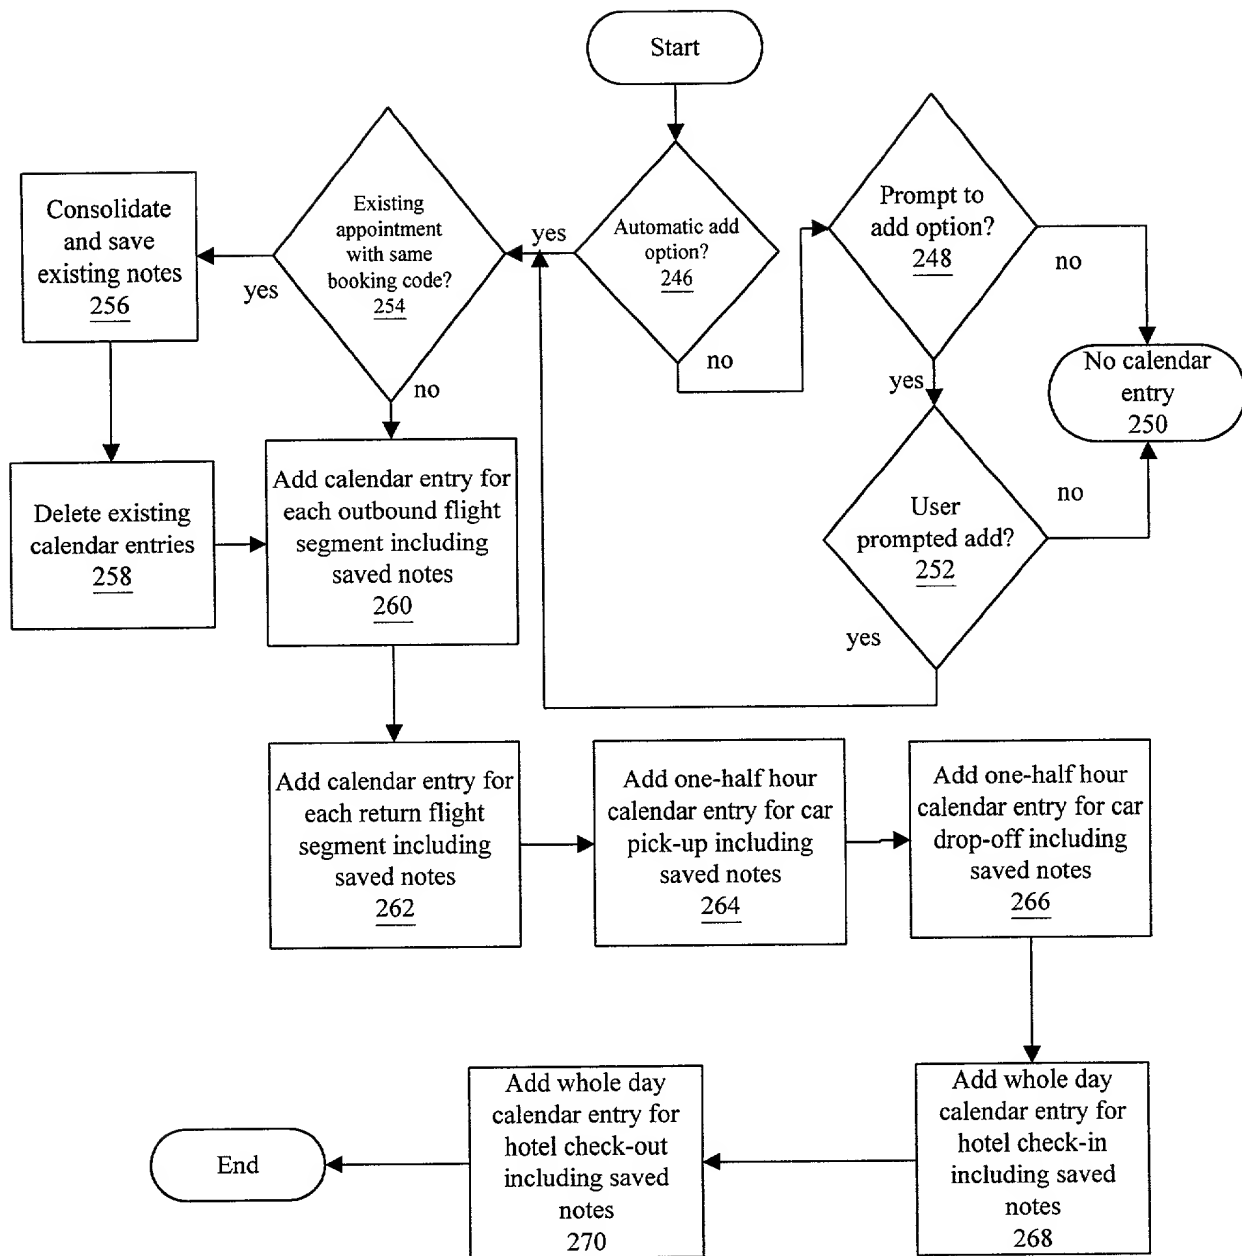 Start
Automatic add
option?
246
yes
no
Prompt to
add option?
248
no
yes
No calendar
entry
250
User
prompted add?
252
no
yes
Existing
appointment
with same
booking code?
254
yes
no
Consolidate
and save
existing notes
256
Delete existing
calendar entries
258
Add calendar entry for
each outbound flight
segment including
saved notes
260
Add calendar entry for
each return flight
segment including
saved notes
262
Add one-half hour
calendar entry for car
pick-up including
saved notes
264
Add one-half hour
calendar entry for car
drop-off including
saved notes
266
Add whole day
calendar entry for
hotel check-in
including saved
notes
268
Add whole day
calendar entry for
hotel check-out
including saved
notes
270
End